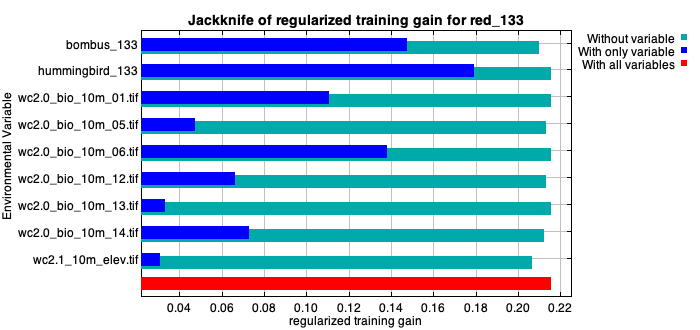 Jackknife of regularized training gain for red_133
Without variable
With only variable
With all variables
Environmental Variable
bombus_133
hummingbird_133
wc2.0_bio_10m_01.tif
wc2.0_bio_10m_05.tif
wc2.0_bio_10m_06.tif
wc2.0_bio_10m_12.tif
wc2.0_bio_10m_13.tif
wc2.0_bio_10m_14.tif
wc2.1_10m_elev.tif
0.04 0.06 0.08 0.10 0.12 0.14 0.16 0.18 0.20 0.22
regularized training gain